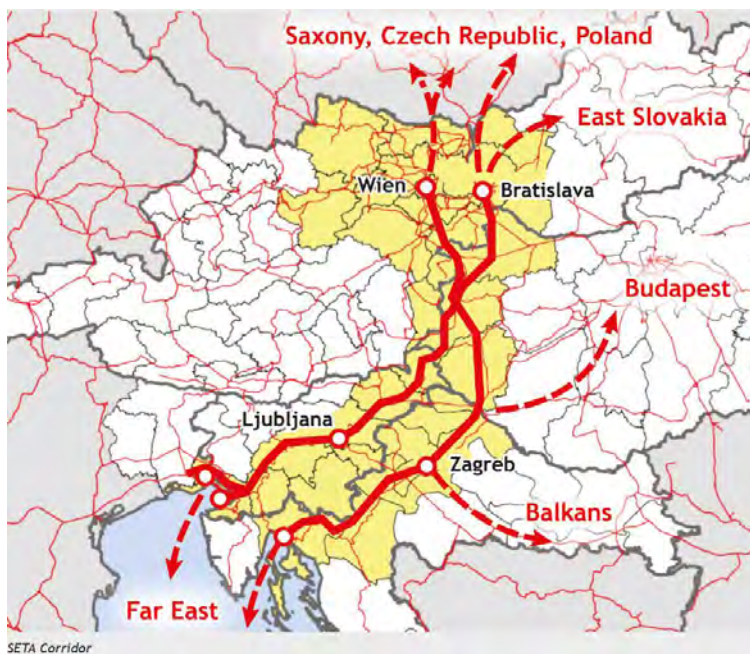 Saxony, Czech Republic, Poland
East Slovakia
Wien
Bratislava
Budapest
Ljubljana
Zagreb
Balkans
Far East
SETA Corridor